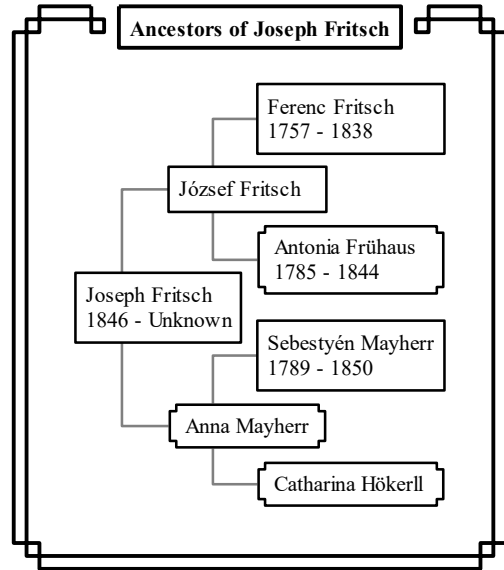 Ancestors of Joseph Fritsch
Ferenc Fritsch
1757 - 1838
József Fritsch
Antonia Frühaus
1785 - 1844
Joseph Fritsch
1846 - Unknown
Sebestyén Mayherr
1789 - 1850
Anna Mayherr
Catharina Hökerll